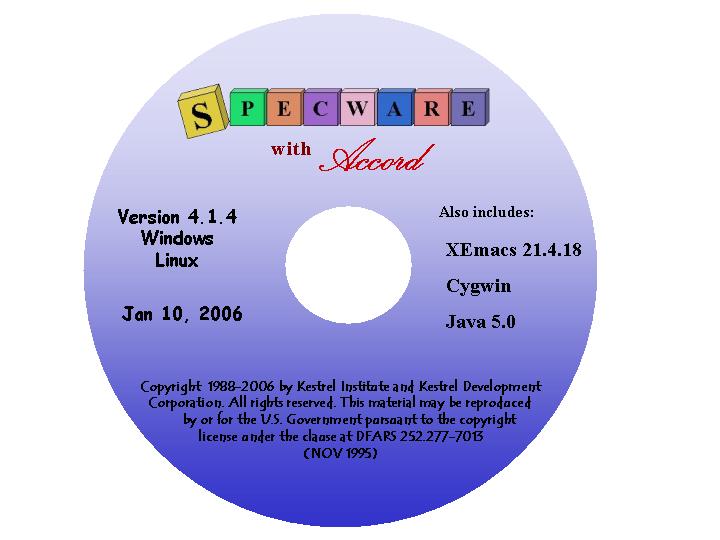 SPECWARE
with Accord
Version 4.1.4
Windows
Linux
Jan 10, 2006
Also includes:
XEmacs 21.4.18
Cygwin
Java 5.0
Copyright 1988-2006 by Kestrel Institute and Kestrel Development
Corporation. All rights reserved. This material may be reproduced
by or for the U.S. Government pursuant to the copyright
license under the clause at DFARS 252.277-7013
(NOV 1995)